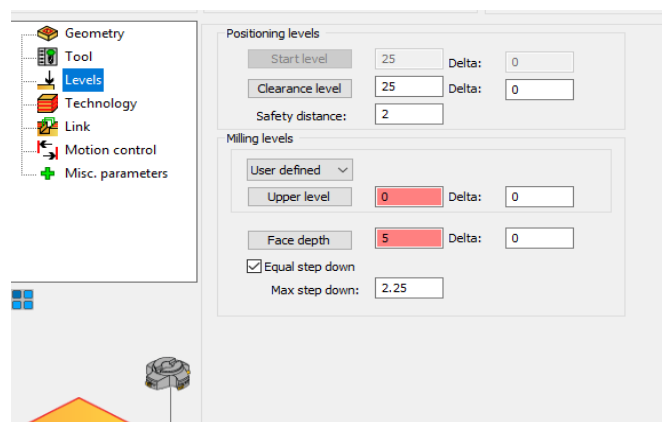 Geometry
Tool
Levels
Technology
Link
Motion control
Misc. parameters
Positioning levels
Start level 25 Delta: 0
Clearance level 25 Delta: 0
Safety distance: 2
Milling levels
User defined
Upper level 0 Delta: 0
Face depth 5 Delta: 0
Equal step down
Max step down: 2.25